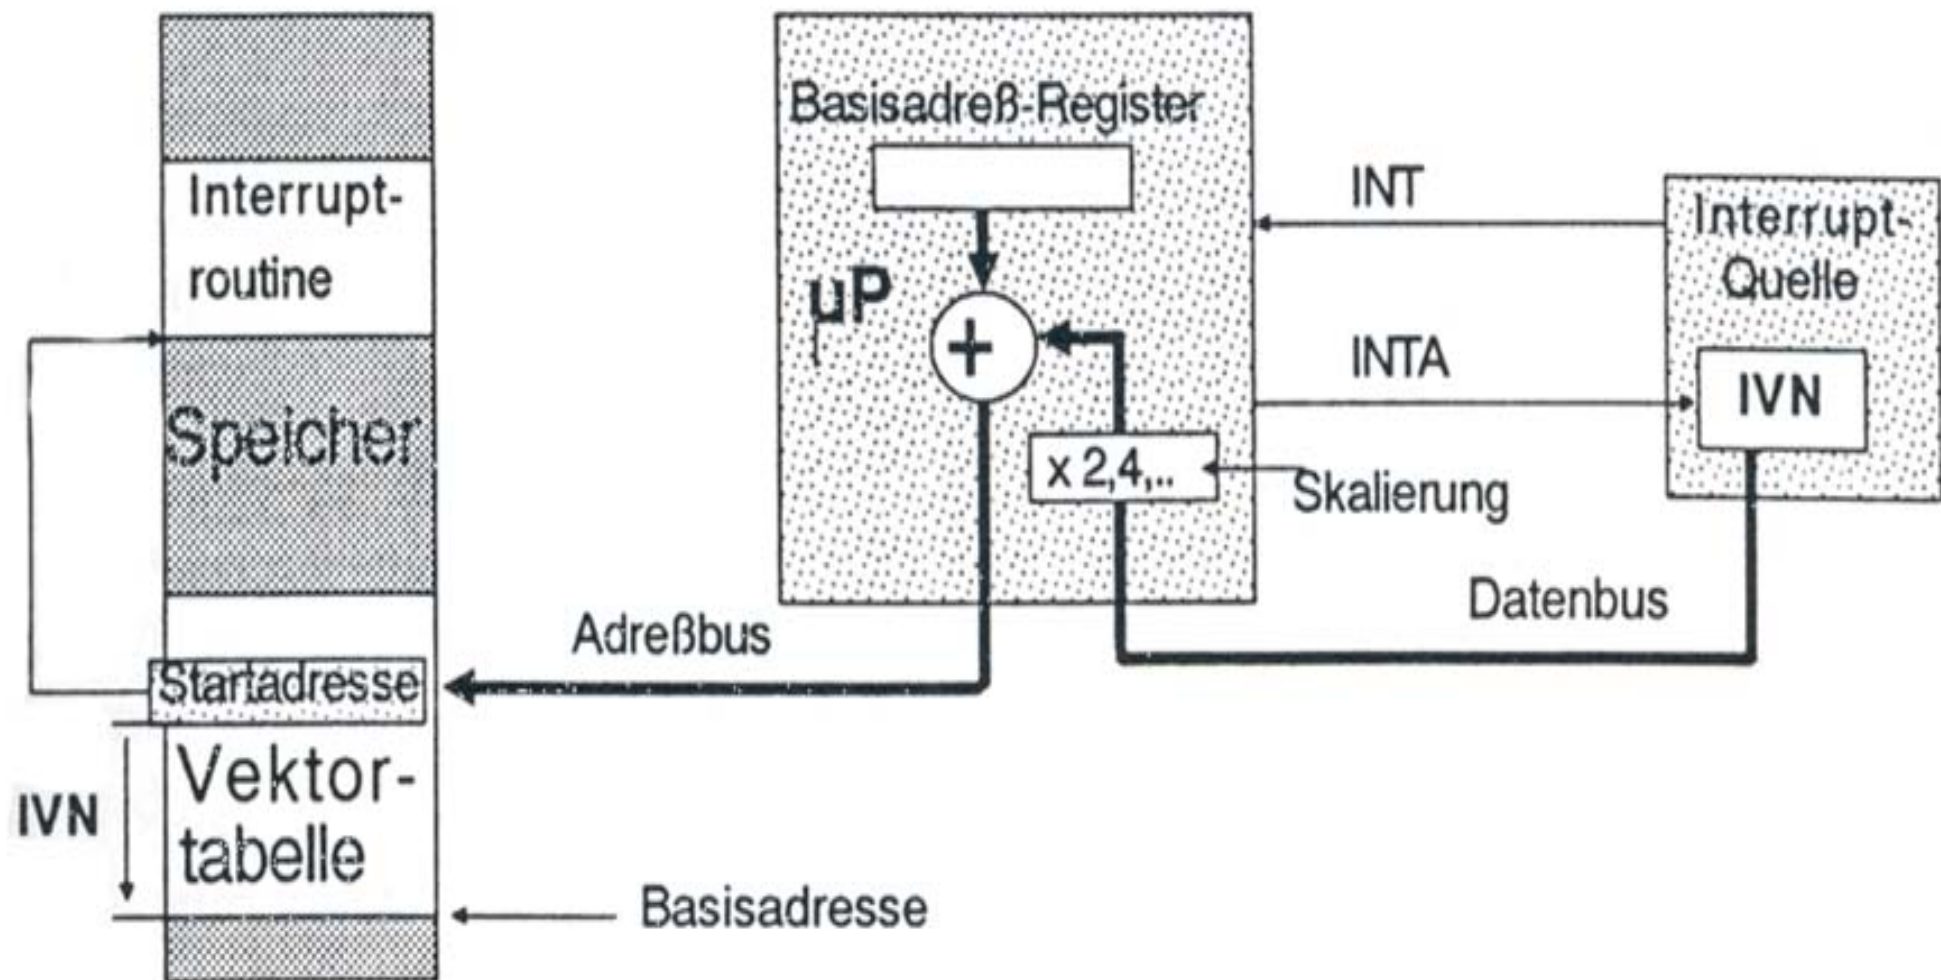 Interrupt-
routine
Speicher
Startadresse
Vektor-
tabelle
IVN
Basisadresse
Adreßbus
Basisadreß-Register
µP
+
x 2,4,..
Skalierung
INT
INTA
Interrupt-
Quelle
IVN
Datenbus